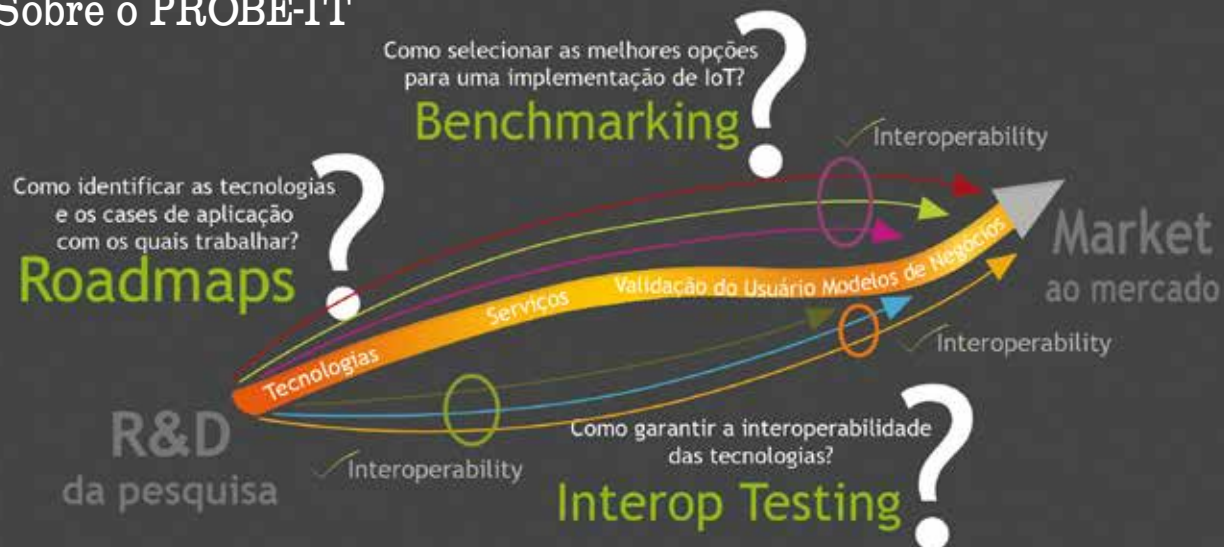 Sobre o PROBE-IT
Como selecionar as melhores opções
para uma implementação de IoT?
Benchmarking
Interoperability
Como identificar as tecnologias
e os cases de aplicação
com os quais trabalhar?
Roadmaps
Market
ao mercado
Tecnologias
Serviços
Validação do Usuário
Modelos de Negócios
Interoperability
R&D
da pesquisa
Interoperability
Como garantir a interoperabilidade
das tecnologias?
Interop Testing